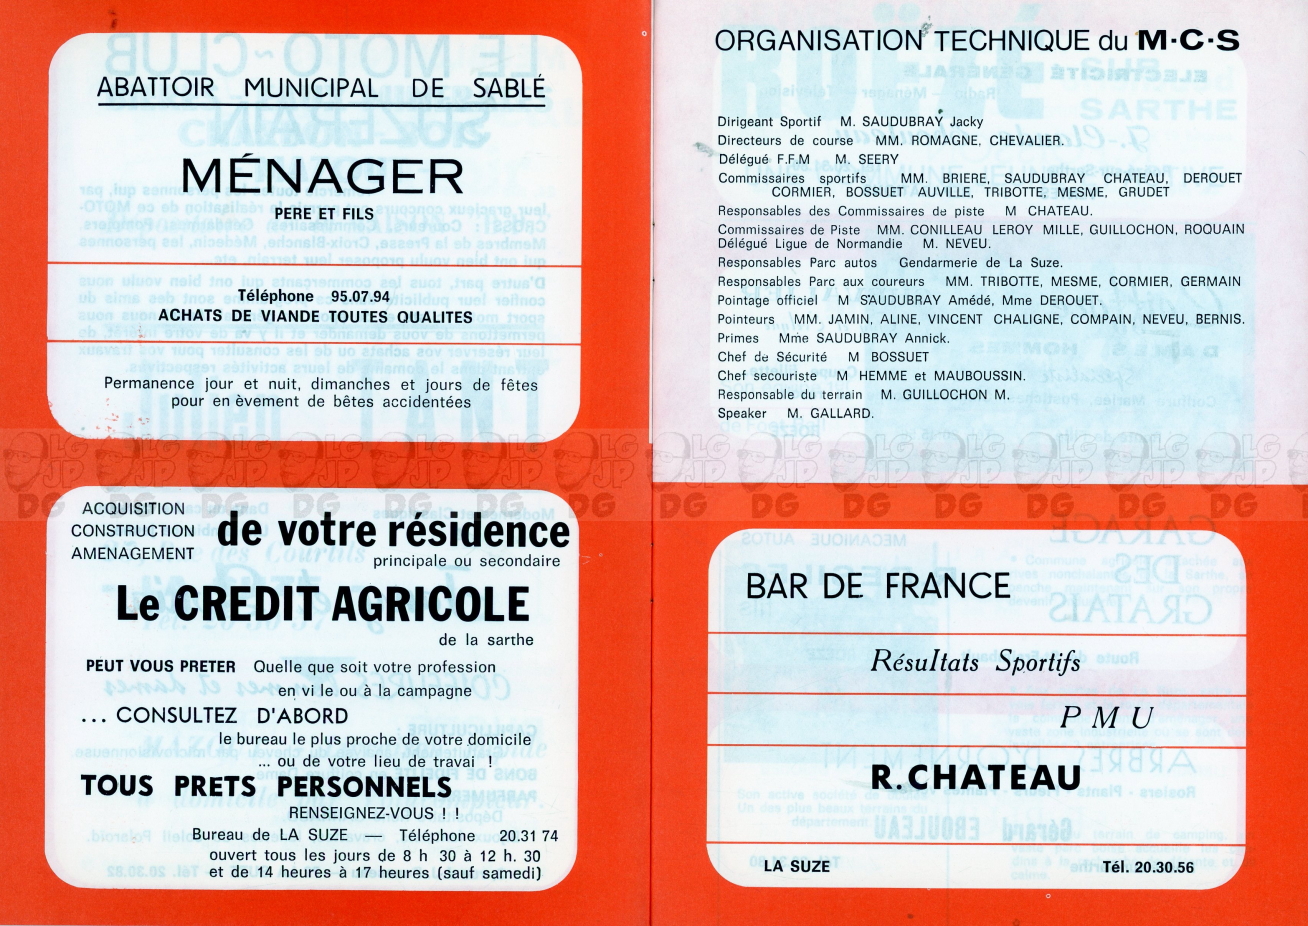 ABATTOIR MUNICIPAL DE SABLÉ
MÉNAGER
PERE ET FILS
Téléphone 95.07.94
ACHATS DE VIANDE TOUTES QUALITES
Permanence jour et nuit, dimanches et jours de fêtes
pour en èvement de bêtes accidentées
ACQUISITION
CONSTRUCTION
AMENAGEMENT
de votre résidence
principale ou secondaire
Le CREDIT AGRICOLE
de la sarthe
PEUT VOUS PRETER Quelle que soit votre profession
en vi le ou à la campagne
... CONSULTEZ D'ABORD
le bureau le plus proche de votre domicile
... ou de votre lieu de travai !
TOUS PRETS PERSONNELS
RENSEIGNEZ-VOUS ! !
Bureau de LA SUZE — Téléphone 20.31 74
ouvert tous les jours de 8 h 30 à 12 h. 30
et de 14 heures à 17 heures (sauf samedi)
ORGANISATION TECHNIQUE du M·C·S
Dirigeant Sportif M. SAUDUBRAY Jacky
Directeurs de course MM. ROMAGNE, CHEVALIER.
Délégué F.F.M M. SEERY
Commissaires sportifs MM. BRIERE, SAUDUBRAY CHATEAU, DEROUET
CORMIER, BOSSUET AUVILLE, TRIBOTTE, MESME, GRUDET
Responsables des Commissaires de piste M CHATEAU.
Commissaires de Piste MM. CONILLEAU LEROY MILLE, GUILLOCHON, ROQUAIN
Délégué Ligue de Normandie M. NEVEU.
Responsables Parc autos Gendarmerie de La Suze.
Responsables Parc aux coureurs MM. TRIBOTTE, MESME, CORMIER, GERMAIN
Pointage officiel M SAUDUBRAY Amédé, Mme DEROUET.
Pointeurs MM. JAMIN, ALINE, VINCENT CHALIGNE, COMPAIN, NEVEU, BERNIS.
Primes Mme SAUDUBRAY Annick.
Chef de Sécurité M BOSSUET
Chef secouriste M HEMME et MAUBOUSSIN.
Responsable du terrain M. GUILLOCHON M.
Speaker M. GALLARD.
BAR DE FRANCE
Résultats Sportifs
P M U
R. CHATEAU
LA SUZE Tél. 20.30.56